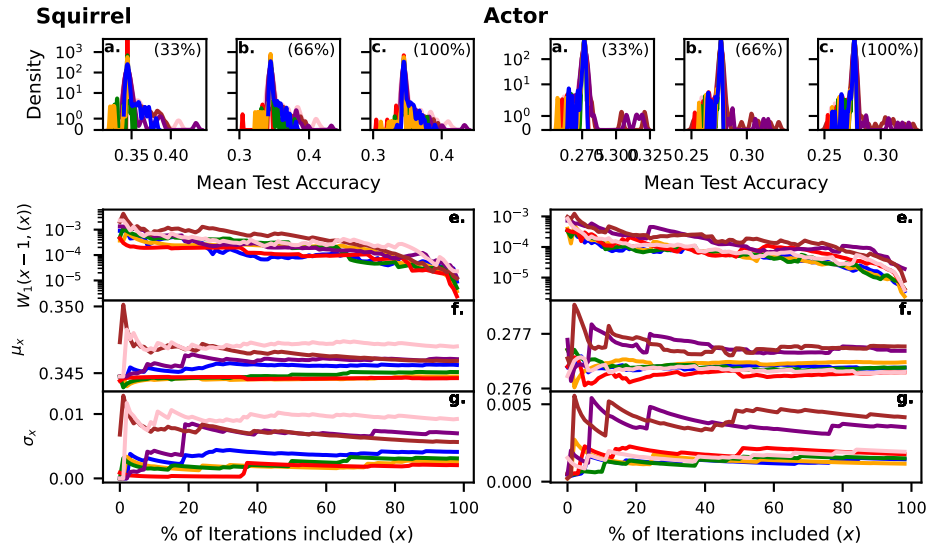 Squirrel
Actor
Density
10³
10²
10¹
10⁰
0
a.
(33%)
b.
(66%)
c.
(100%)
0.35
0.40
0.3
0.4
0.3
0.4
Mean Test Accuracy
10²
10¹
10⁰
0
a.
(33%)
b.
(66%)
c.
(100%)
0.275
0.300
0.325
0.25
0.30
0.25
0.30
Mean Test Accuracy
W₁(x − 1, (x))
10⁻³
10⁻⁴
10⁻⁵
e.
μₓ
0.350
0.345
f.
σₓ
0.01
0.00
g.
0
20
40
60
80
100
% of Iterations included (x)
10⁻³
10⁻⁴
10⁻⁵
e.
0.277
0.276
f.
0.005
0.000
g.
0
20
40
60
80
100
% of Iterations included (x)